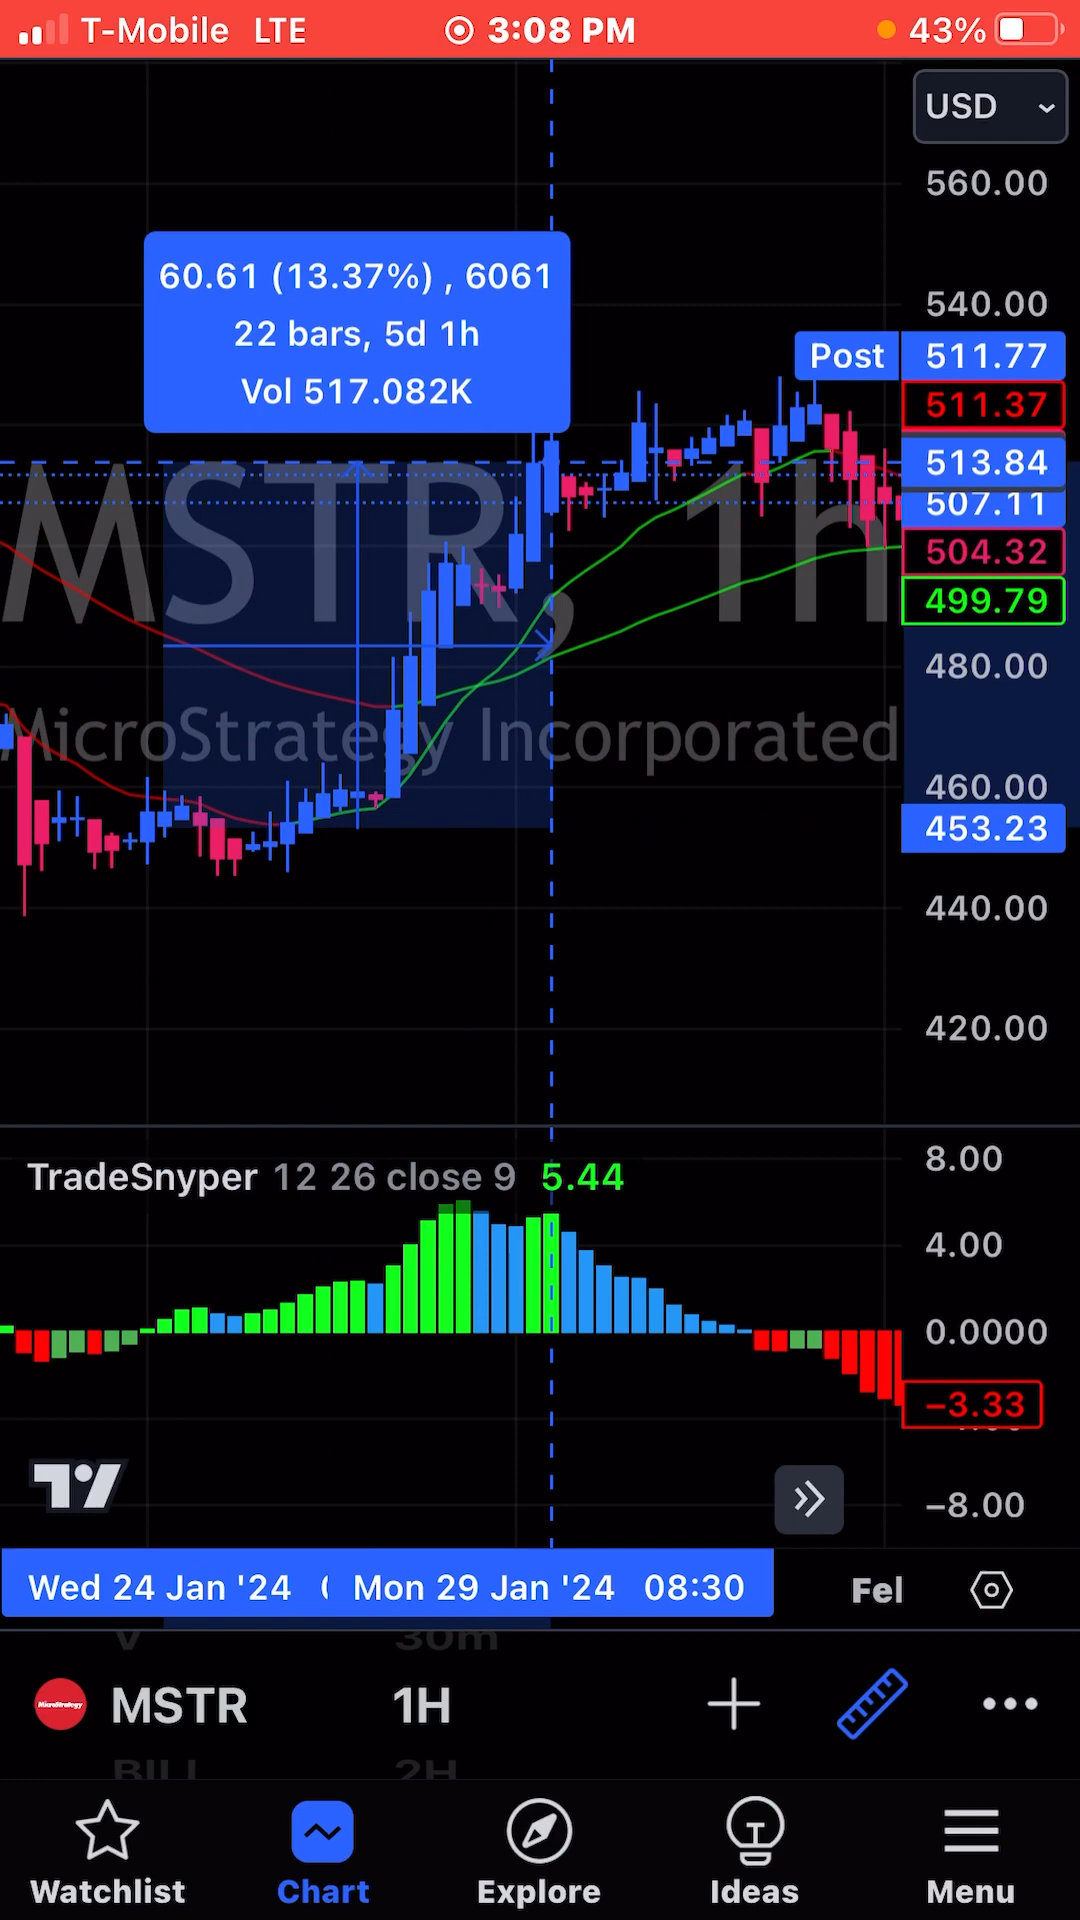 T-Mobile LTE 3:08 PM 43%
USD
560.00
60.61 (13.37%) , 6061
22 bars, 5d 1h
Vol 517.082K
540.00
Post 511.77
511.37
513.84
507.11
504.32
499.79
MSTR, 1h
MicroStrategy Incorporated
480.00
460.00
453.23
440.00
420.00
TradeSnyper 12 26 close 9 5.44
8.00
4.00
0.0000
−3.33
−8.00
Wed 24 Jan '24 Mon 29 Jan '24 08:30
30m
MicroStrategy
MSTR 1H
BILL 2H
Watchlist Chart Explore Ideas Menu